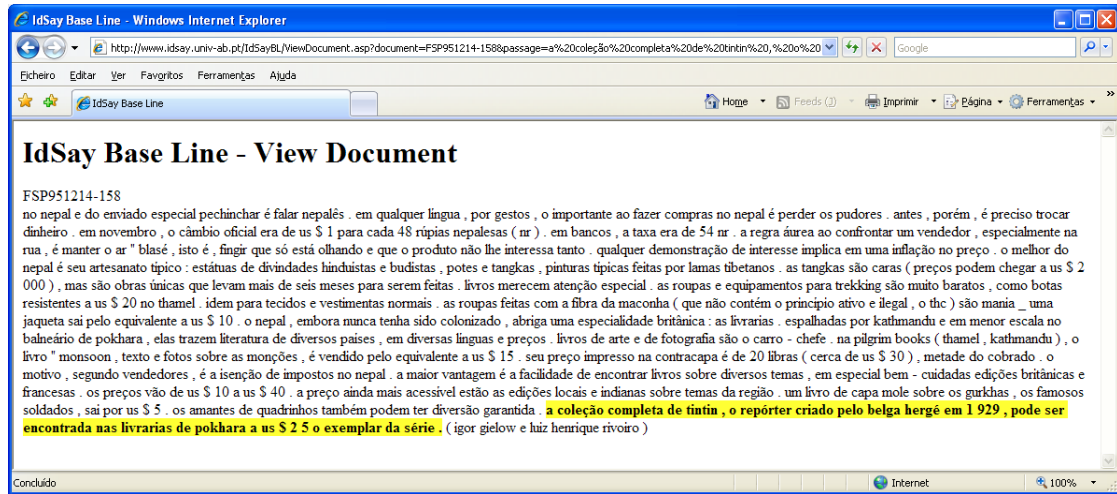 IdSay Base Line - Windows Internet Explorer
http://www.idsay.univ-ab.pt/IdSayBL/ViewDocument.asp?document=FSP951214-158&passage=a%20coleção%20completa%20de%20tintin%20,%20o%20
Google
Ficheiro Editar Ver Favoritos Ferramentas Ajuda
IdSay Base Line Home Feeds (J) Imprimir Página Ferramentas »
IdSay Base Line - View Document
FSP951214-158
no nepal e do enviado especial pechinchar é falar nepalês . em qualquer lingua , por gestos , o importante ao fazer compras no nepal é perder os pudores . antes , porém , é preciso trocar
dinheiro . em novembro , o câmbio oficial era de us $ 1 para cada 48 rúpias nepalesas ( nr ) . em bancos , a taxa era de 54 nr . a regra áurea ao confrontar um vendedor , especialmente na
rua , é manter o ar " blasé , isto é , fingir que só está olhando e que o produto não lhe interessa tanto . qualquer demonstração de interesse implica em uma inflação no preço . o melhor do
nepal é seu artesanato tipico : estátuas de divindades hinduistas e budistas , potes e tangkas , pinturas tipicas feitas por lamas tibetanos . as tangkas são caras ( preços podem chegar a us $ 2
000 ) , mas são obras únicas que levam mais de seis meses para serem feitas . livros merecem atenção especial . as roupas e equipamentos para trekking são muito baratos , como botas
resistentes a us $ 20 no thamel . idem para tecidos e vestimentas normais . as roupas feitas com a fibra da maconha ( que não contém o principio ativo e ilegal , o thc ) são mania _ uma
jaqueta sai pelo equivalente a us $ 10 . o nepal , embora nunca tenha sido colonizado , abriga uma especialidade britânica : as livrarias . espalhadas por kathmandu e em menor escala no
balneário de pokhara , elas trazem literatura de diversos paises , em diversas linguas e preços . livros de arte e de fotografia são o carro - chefe . na pilgrim books ( thamel , kathmandu ) , o
livro " monsoon , texto e fotos sobre as monções , é vendido pelo equivalente a us $ 15 . seu preço impresso na contracapa é de 20 libras ( cerca de us $ 30 ) , metade do cobrado . o
motivo , segundo vendedores , é a isenção de impostos no nepal . a maior vantagem é a facilidade de encontrar livros sobre diversos temas , em especial bem - cuidadas edições britânicas e
francesas . os preços vão de us $ 10 a us $ 40 . a preço ainda mais acessivel estão as edições locais e indianas sobre temas da região . um livro de capa mole sobre os gurkhas , os famosos
soldados , sai por us $ 5 . os amantes de quadrinhos também podem ter diversão garantida . a coleção completa de tintin , o repórter criado pelo belga hergé em 1 929 , pode ser
encontrada nas livrarias de pokhara a us $ 2 5 o exemplar da série . ( igor gielow e luiz henrique rivoiro )
Concluído Internet 100%